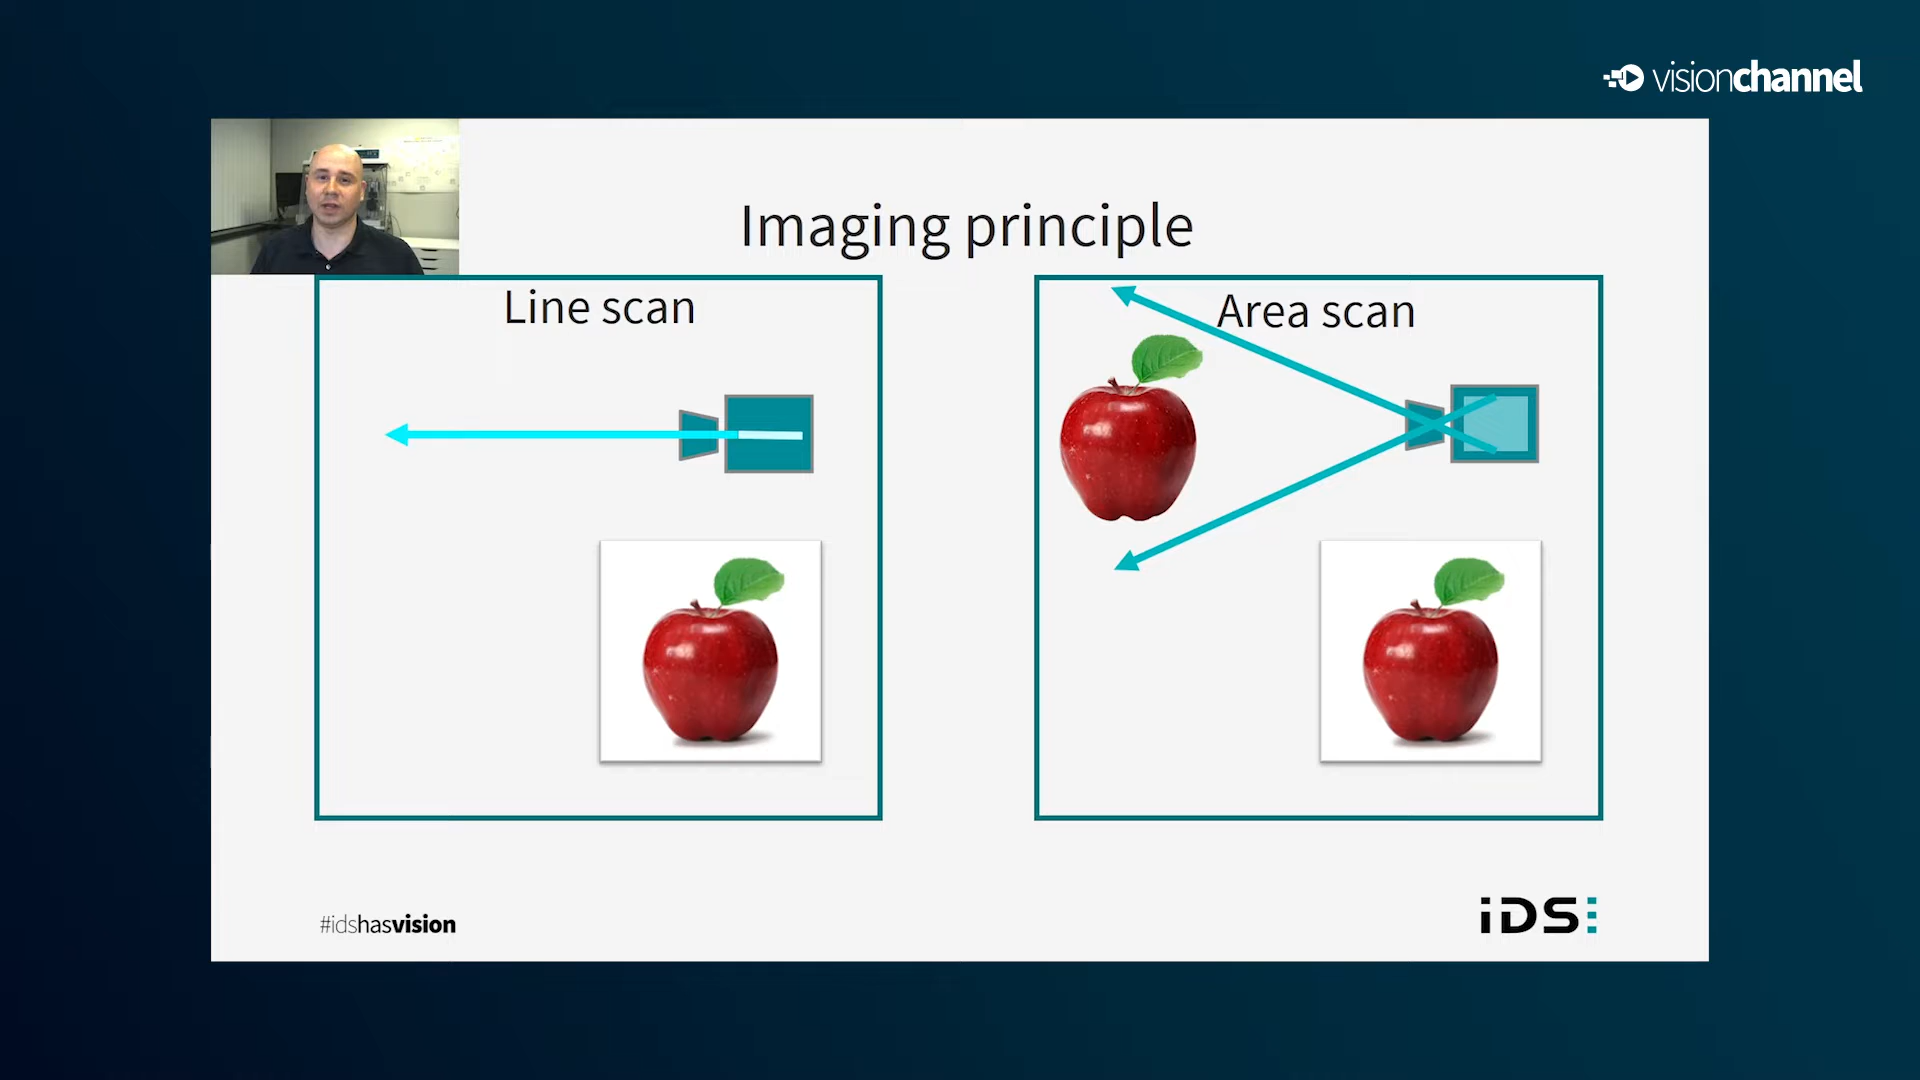 visionchannel
Imaging principle
Line scan
Area scan
#idshasvision
iDS